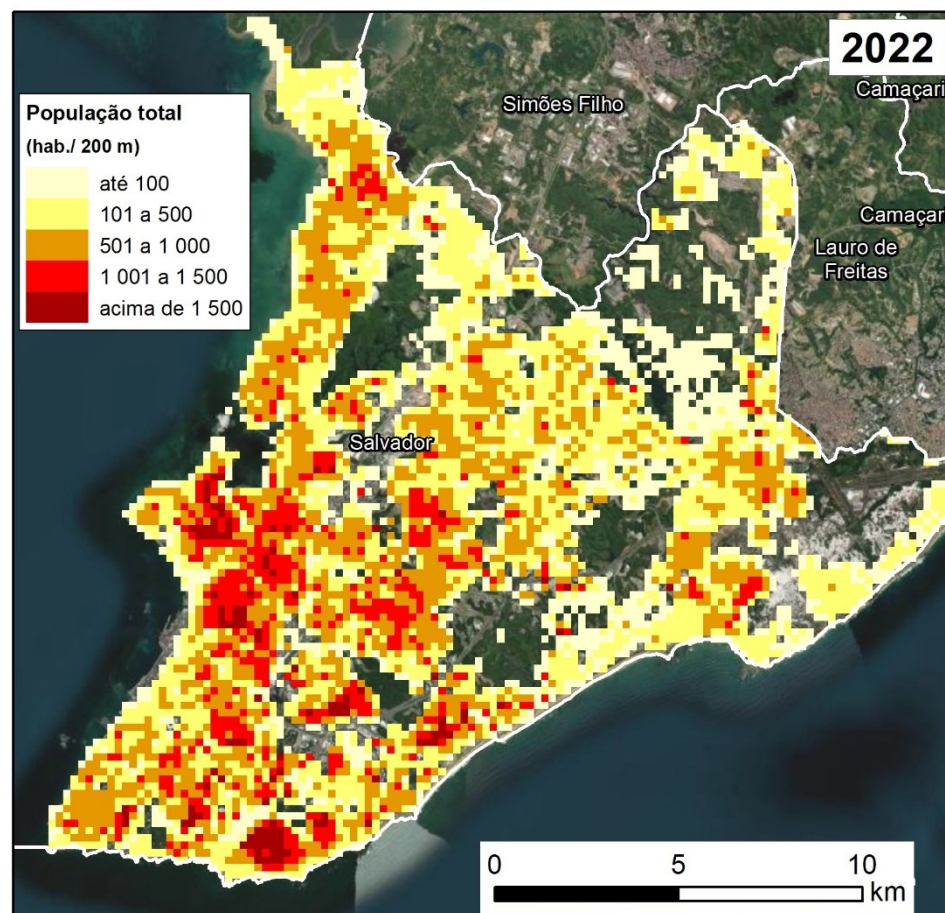 2022
Camaçari
Simões Filho
População total
(hab./ 200 m)
até 100
101 a 500
501 a 1 000
1 001 a 1 500
acima de 1 500
Camaçar
Lauro de
Freitas
Salvador
0 5 10
km